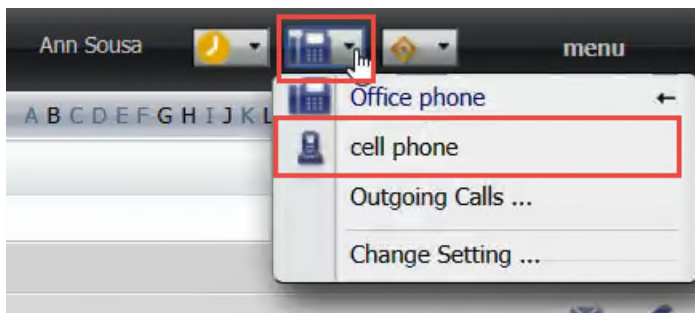 Ann Sousa menu
Office phone ←
A B C D E F G H I J K L
cell phone
Outgoing Calls ...
Change Setting ...